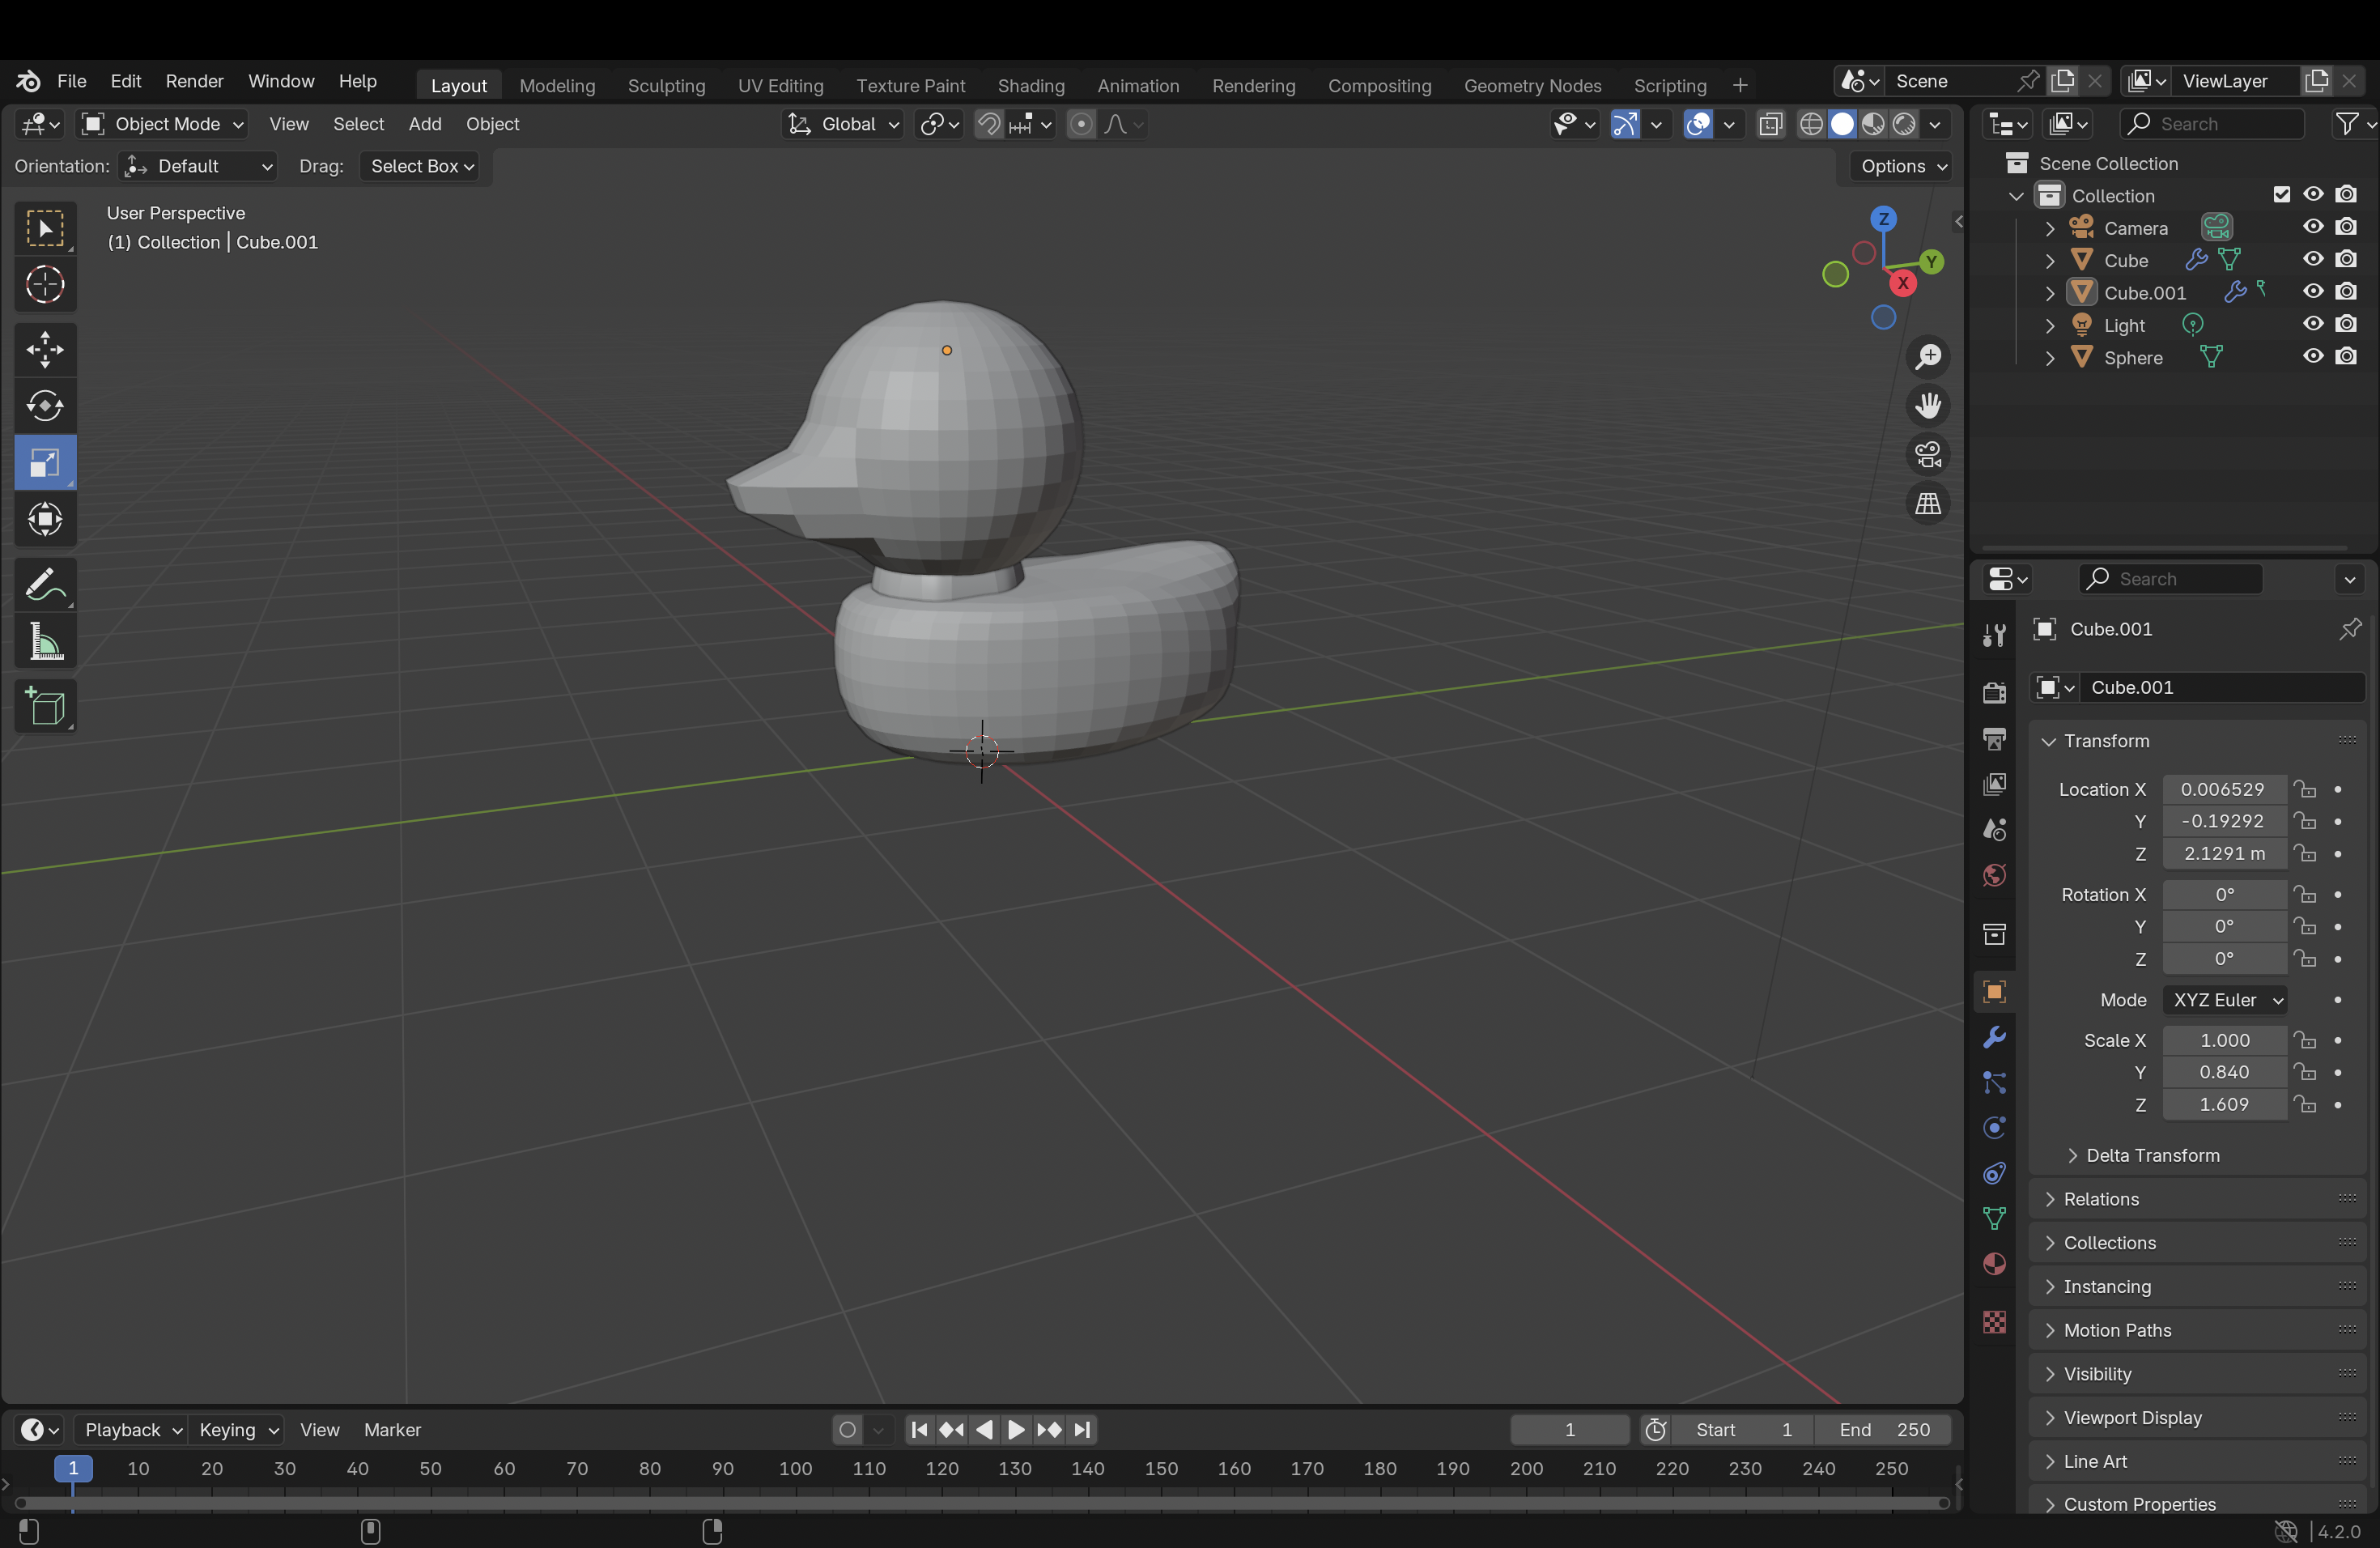 File Edit Render Window Help Layout Modeling Sculpting UV Editing Texture Paint Shading Animation Rendering Compositing Geometry Nodes Scripting + Scene ViewLayer
Object Mode View Select Add Object Global Search
Orientation: Default Drag: Select Box Options
User Perspective
(1) Collection | Cube.001
Z
Y
X
Scene Collection
Collection
Camera
Cube
Cube.001
Light
Sphere
Search
Cube.001
Cube.001
Transform
Location X 0.006529
Y -0.19292
Z 2.1291 m
Rotation X 0°
Y 0°
Z 0°
Mode XYZ Euler
Scale X 1.000
Y 0.840
Z 1.609
Delta Transform
Relations
Collections
Instancing
Motion Paths
Visibility
Viewport Display
Line Art
Custom Properties
Playback Keying View Marker 1 Start 1 End 250
1 10 20 30 40 50 60 70 80 90 100 110 120 130 140 150 160 170 180 190 200 210 220 230 240 250
4.2.0